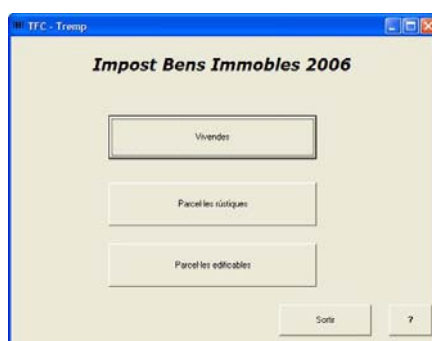 TFC - Tremp
Impost Bens Immobles 2006
Vivendes
Parcel·les rústiques
Parcel·les edificables
Sortir
?